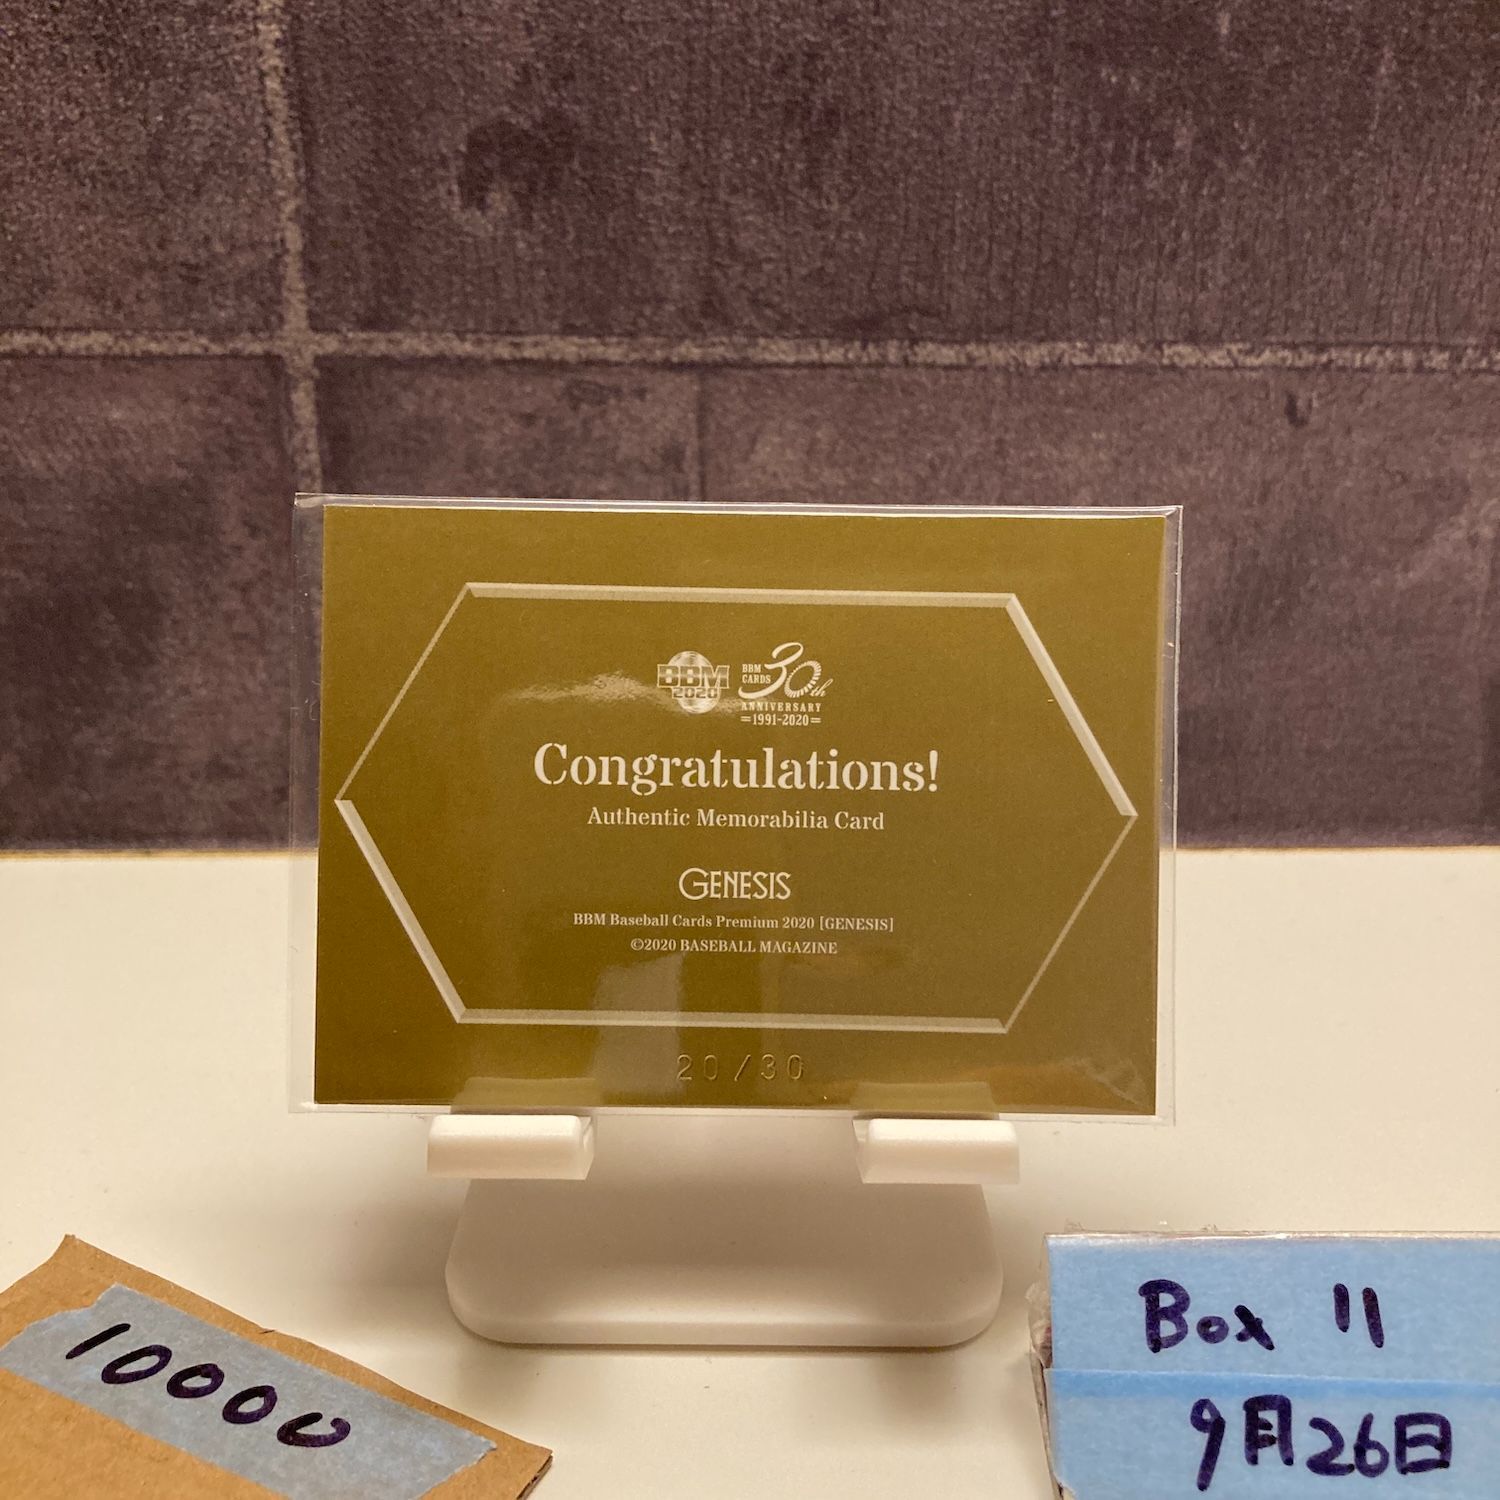 BBM
2020
BBM
CARDS
30th
ANNIVERSARY
1991-2020
Congratulations!
Authentic Memorabilia Card
GENESIS
BBM Baseball Cards Premium 2020 [GENESIS]
©2020 BASEBALL MAGAZINE
20/30
10000
Box 11
9月26日